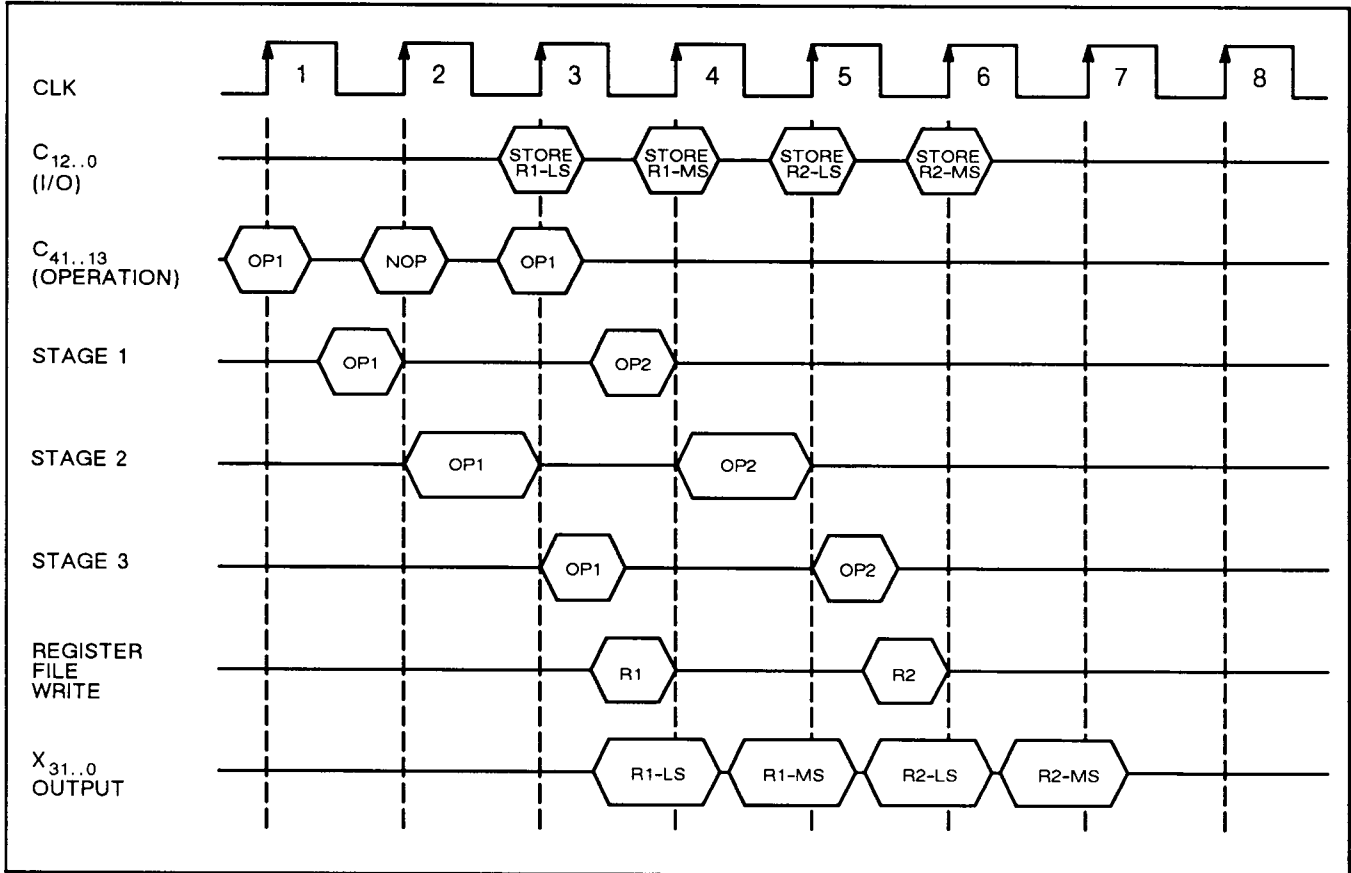 CLK
1 2 3 4 5 6 7 8
C12..0
(I/O)
STORE R1-LS
STORE R1-MS
STORE R2-LS
STORE R2-MS
C41..13
(OPERATION)
OP1 NOP OP1
STAGE 1
OP1 OP2
STAGE 2
OP1 OP2
STAGE 3
OP1 OP2
REGISTER
FILE
WRITE
R1 R2
X31..0
OUTPUT
R1-LS R1-MS R2-LS R2-MS